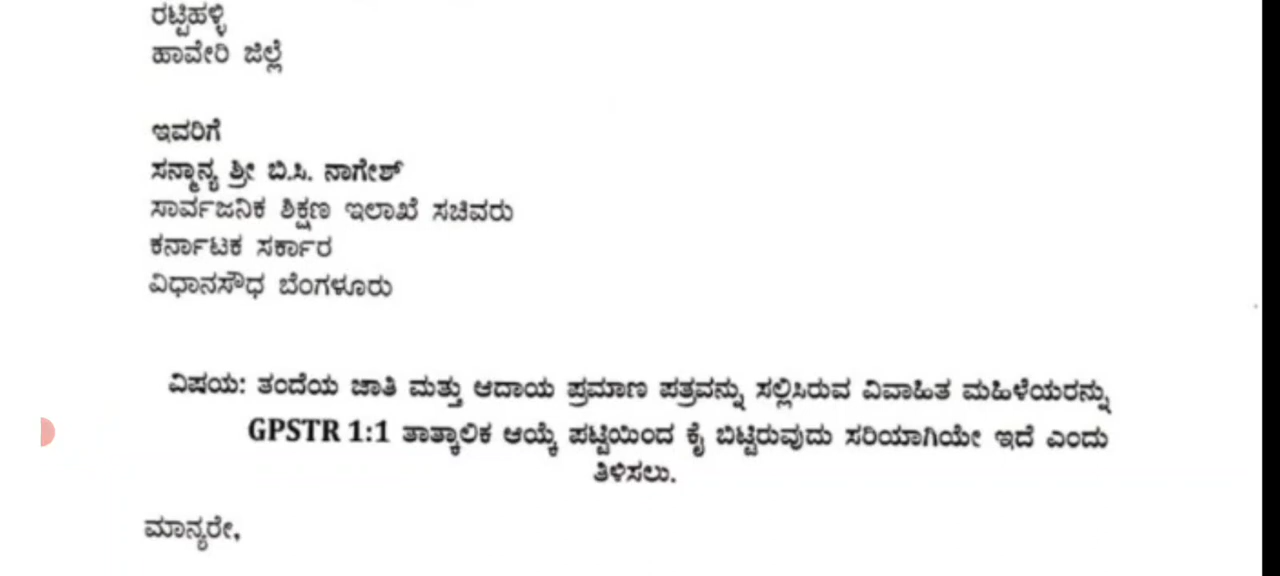 ರಟ್ಟಿಹಳ್ಳಿ
ಹಾವೇರಿ ಜಿಲ್ಲೆ
ಇವರಿಗೆ
ಸನ್ಮಾನ್ಯ ಶ್ರೀ ಬಿ.ಸಿ. ನಾಗೇಶ್
ಸಾರ್ವಜನಿಕ ಶಿಕ್ಷಣ ಇಲಾಖೆ ಸಚಿವರು
ಕರ್ನಾಟಕ ಸರ್ಕಾರ
ವಿಧಾನಸೌಧ ಬೆಂಗಳೂರು
ವಿಷಯ: ತಂದೆಯ ಜಾತಿ ಮತ್ತು ಆದಾಯ ಪ್ರಮಾಣ ಪತ್ರವನ್ನು ಸಲ್ಲಿಸಿರುವ ವಿವಾಹಿತ ಮಹಿಳೆಯರನ್ನು
GPSTR 1:1 ತಾತ್ಕಾಲಿಕ ಆಯ್ಕೆ ಪಟ್ಟಿಯಿಂದ ಕೈ ಬಿಟ್ಟಿರುವುದು ಸರಿಯಾಗಿಯೇ ಇದೆ ಎಂದು
ತಿಳಿಸಲು.
ಮಾನ್ಯರೇ,